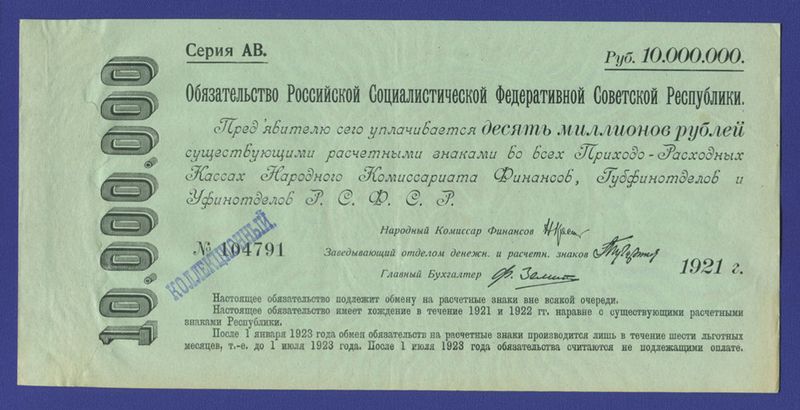 Серия АВ.
Руб. 10.000.000.
Обязательство Российской Социалистической Федеративной Советской Республики.
Пред'явителю сего уплачивается десять миллионов рублей
существующими расчетными знаками во всех Приходо-Расходных
Кассах Народного Комиссариата Финансов, Губфинотделов и
Уфинотделов Р. С. Ф. С. Р.
Народный Комиссар Финансов
№ 104791
КОЛЛЕКЦИОННЫЙ.
Заведывающий отделом денежн. и расчетн. знаков
1921 г.
Главный Бухгалтер
Настоящее обязательство подлежит обмену на расчетные знаки вне всякой очереди.
Настоящее обязательство имеет хождение в течение 1921 и 1922 гг. наравне с существующими расчетными
знаками Республики.
После 1 января 1923 года обмен обязательств на расчетные знаки производится лишь в течение шести льготных
месяцев, т.-е. до 1 июля 1923 года. После 1 июля 1923 года обязательства считаются не подлежащими оплате.
10.000.000